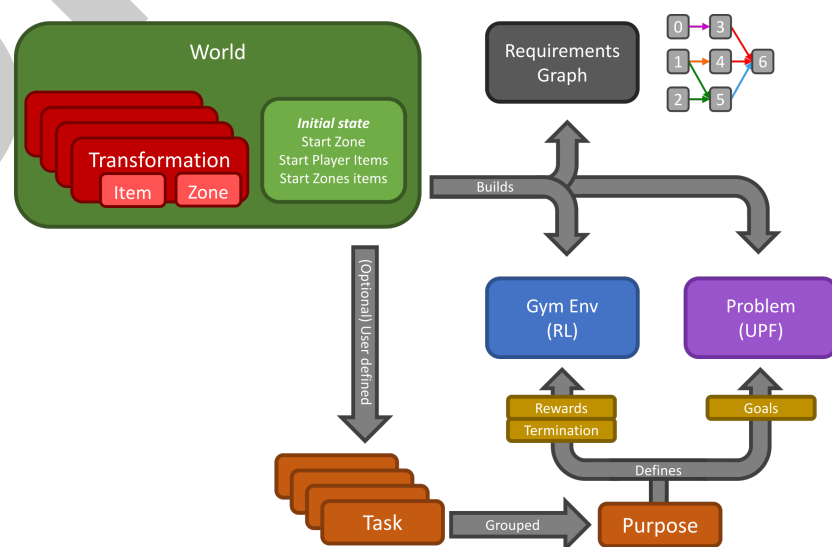 World
Transformation
Item
Zone
Initial state
Start Zone
Start Player Items
Start Zones items
Requirements
Graph
0
3
1
4
6
2
5
Builds
(Optional) User defined
Gym Env
(RL)
Problem
(UPF)
Rewards
Termination
Goals
Defines
Task
Grouped
Purpose